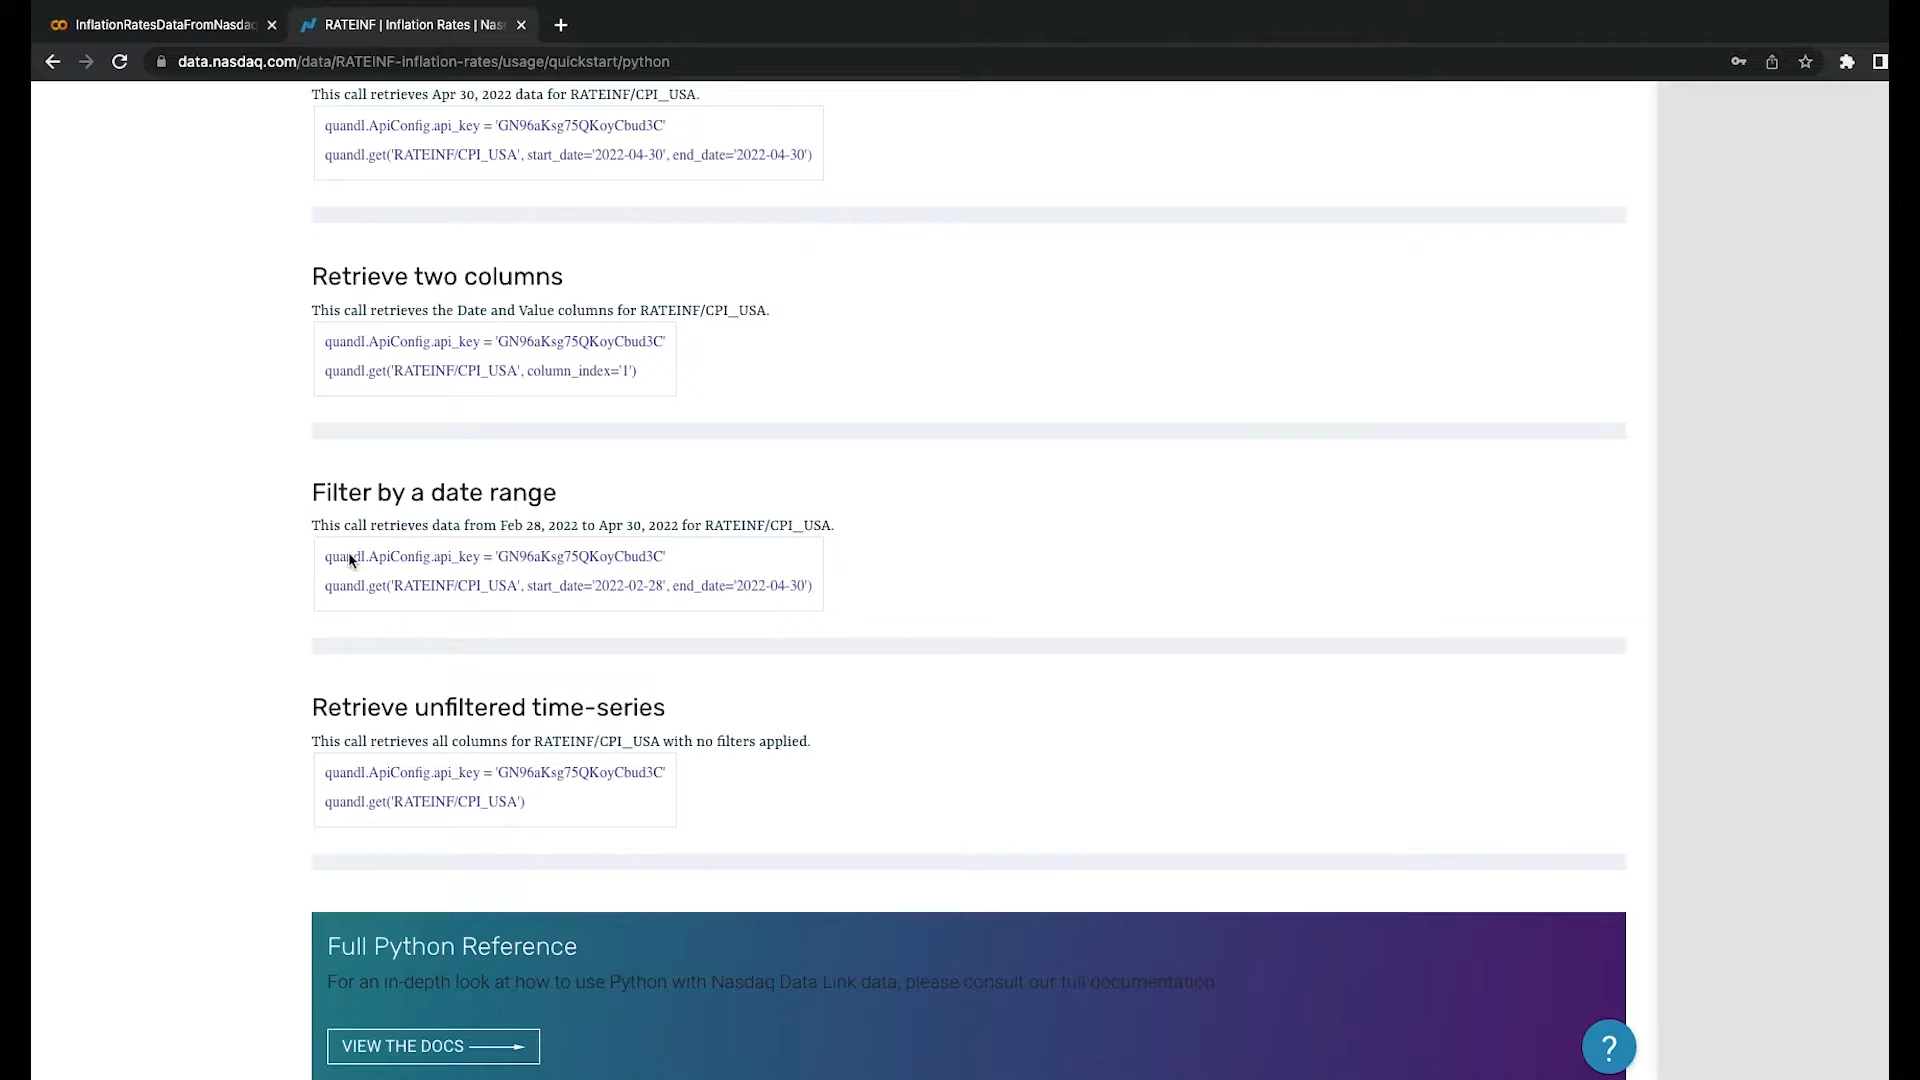 InflationRatesDataFromNasdaq
RATEINF | Inflation Rates | Nas
data.nasdaq.com/data/RATEINF-inflation-rates/usage/quickstart/python
This call retrieves Apr 30, 2022 data for RATEINF/CPI_USA.
quandl.ApiConfig.api_key = 'GN96aKsg75QKoyCbud3C'
quandl.get('RATEINF/CPI_USA', start_date='2022-04-30', end_date='2022-04-30')
Retrieve two columns
This call retrieves the Date and Value columns for RATEINF/CPI_USA.
quandl.ApiConfig.api_key = 'GN96aKsg75QKoyCbud3C'
quandl.get('RATEINF/CPI_USA', column_index='1')
Filter by a date range
This call retrieves data from Feb 28, 2022 to Apr 30, 2022 for RATEINF/CPI_USA.
quandl.ApiConfig.api_key = 'GN96aKsg75QKoyCbud3C'
quandl.get('RATEINF/CPI_USA', start_date='2022-02-28', end_date='2022-04-30')
Retrieve unfiltered time-series
This call retrieves all columns for RATEINF/CPI_USA with no filters applied.
quandl.ApiConfig.api_key = 'GN96aKsg75QKoyCbud3C'
quandl.get('RATEINF/CPI_USA')
Full Python Reference
For an in-depth look at how to use Python with Nasdaq Data Link data, please consult our full documentation
VIEW THE DOCS
?